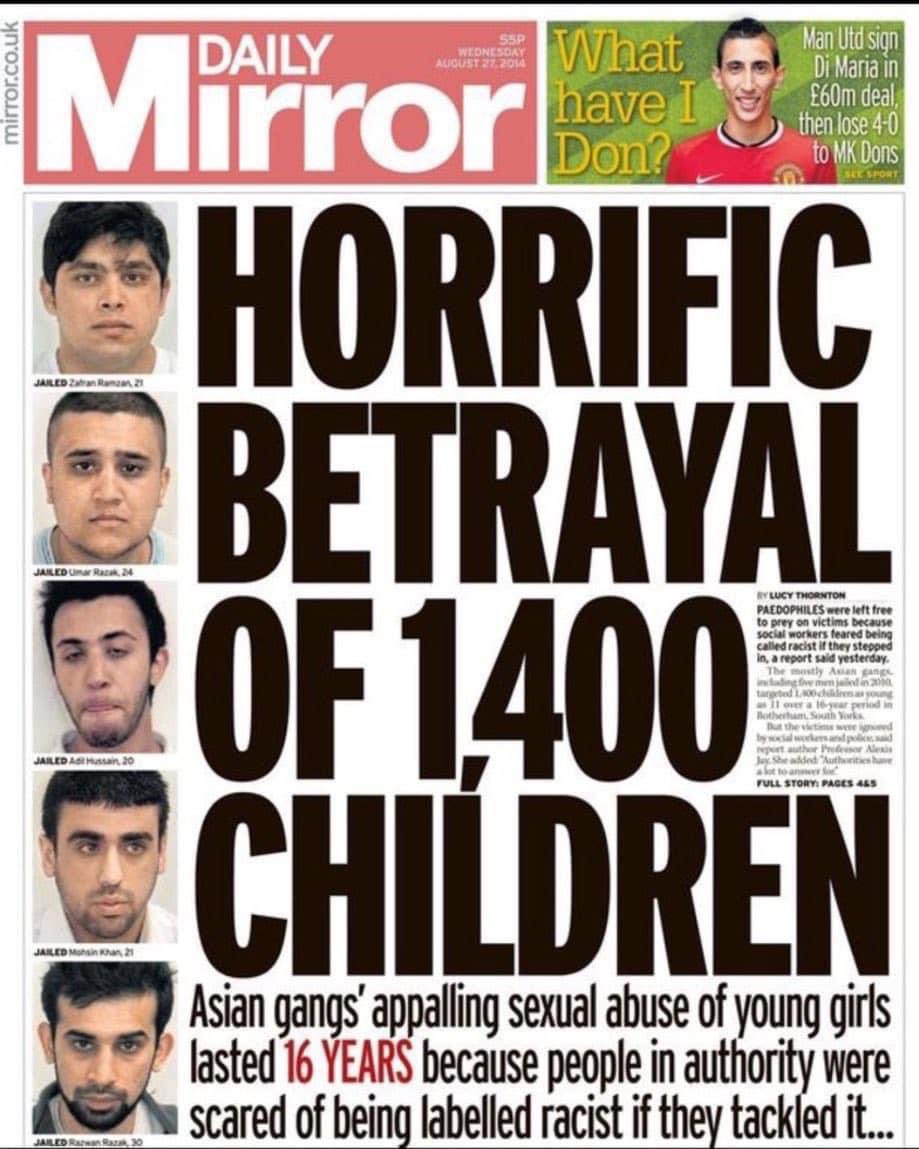 mirror.co.uk
DAILY
Mirror
55P
WEDNESDAY
AUGUST 27, 2014
What
have I
Don?
Man Utd sign
Di Maria in
£60m deal,
then lose 4-0
to MK Dons
SEE SPORT
JAILED Zafran Ramzan, 21
JAILED Umar Razak, 24
JAILED Adil Hussain, 20
JAILED Mohsin Khan, 21
JAILED Razwan Razak, 30
HORRIFIC
BETRAYAL
OF 1,400
CHILDREN
BY LUCY THORNTON
PAEDOPHILES were left free
to prey on victims because
social workers feared being
called racist if they stepped
in, a report said yesterday.
The mostly Asian gangs,
including five men jailed in 2010,
targeted 1,400 children as young
as 11 over a 16-year period in
Rotherham, South Yorks.
But the victims were ignored
by social workers and police, said
report author Professor Alexis
Jay. She added: "Authorities have
a lot to answer for."
FULL STORY: PAGES 4&5
Asian gangs' appalling sexual abuse of young girls
lasted 16 YEARS because people in authority were
scared of being labelled racist if they tackled it...